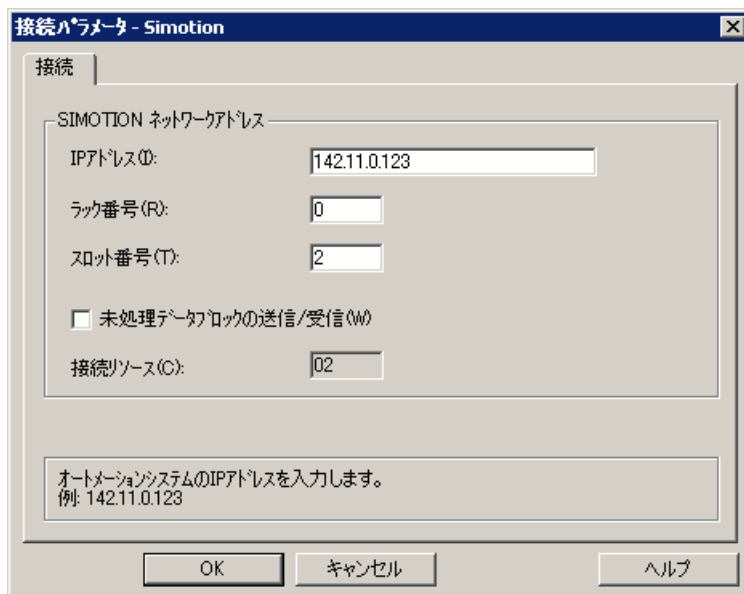 接続パラメータ - Simotion
接続
SIMOTION ネットワークアドレス
IPアドレス(I):
142.11.0.123
ラック番号(R):
0
スロット番号(T):
2
未処理データブロックの送信/受信(W)
接続リソース(C):
02
オートメーションシステムのIPアドレスを入力します。
例: 142.11.0.123
OK
キャンセル
ヘルプ